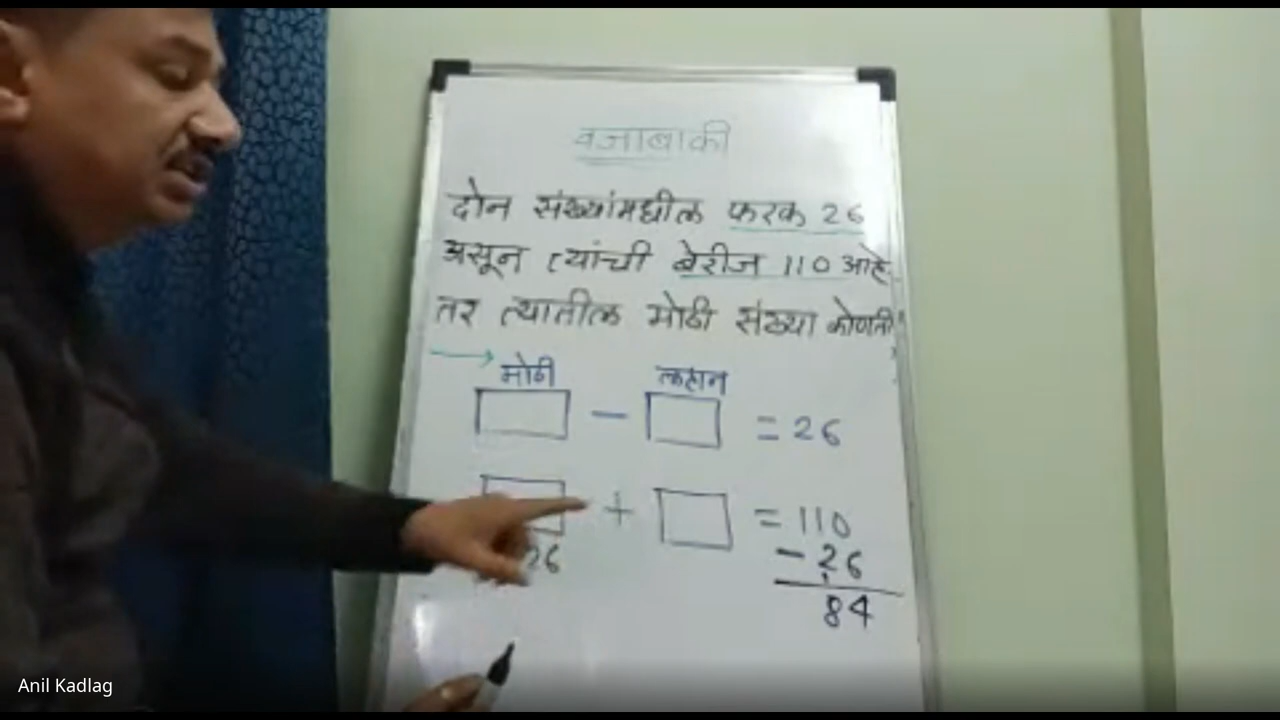 वजाबाकी
दोन संख्यांमधील फरक 26
असून त्यांची बेरीज 110 आहे.
तर त्यातील मोठी संख्या कोणती?
मोठी लहान
− = 26
+ = 110
26 − 26
84
Anil Kadlag